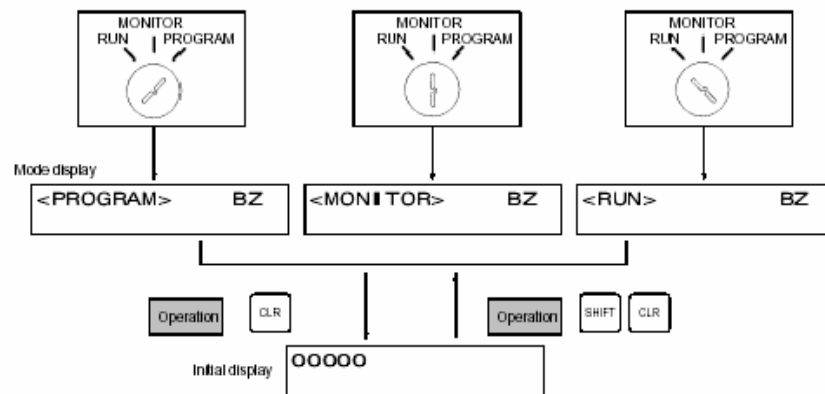 MONITOR
RUN PROGRAM
MONITOR
RUN PROGRAM
MONITOR
RUN PROGRAM
Mode display
<PROGRAM> BZ
<MONITOR> BZ
<RUN> BZ
Operation CLR
Operation SHIFT CLR
Initial display
OOOOO